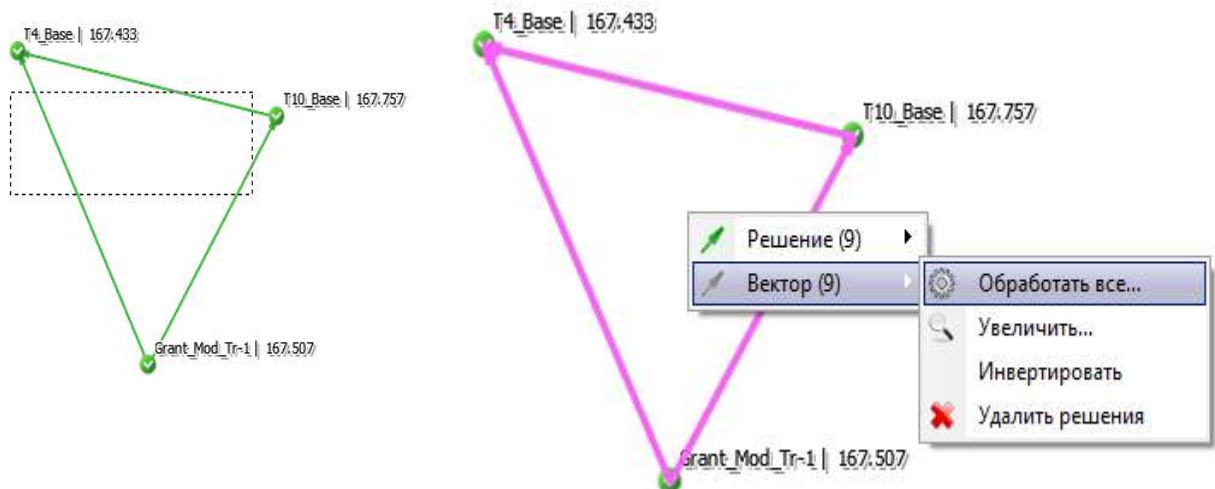 T4_Base | 167.433
T10_Base | 167.757
Grant_Mod_Tr-1 | 167.507
T4_Base | 167.433
T10_Base | 167.757
Решение (9)
Вектор (9)
Обработать все...
Увеличить...
Инвертировать
Удалить решения
Grant_Mod_Tr-1 | 167.507